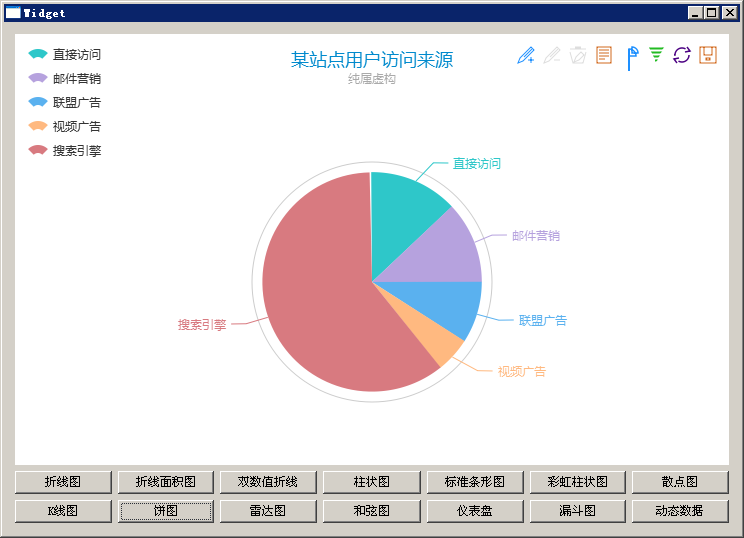 Widget
直接访问
邮件营销
联盟广告
视频广告
搜索引擎
某站点用户访问来源
纯属虚构
直接访问
邮件营销
搜索引擎
联盟广告
视频广告
折线图 折线面积图 双数值折线 柱状图 标准条形图 彩虹柱状图 散点图
K线图 饼图 雷达图 和弦图 仪表盘 漏斗图 动态数据